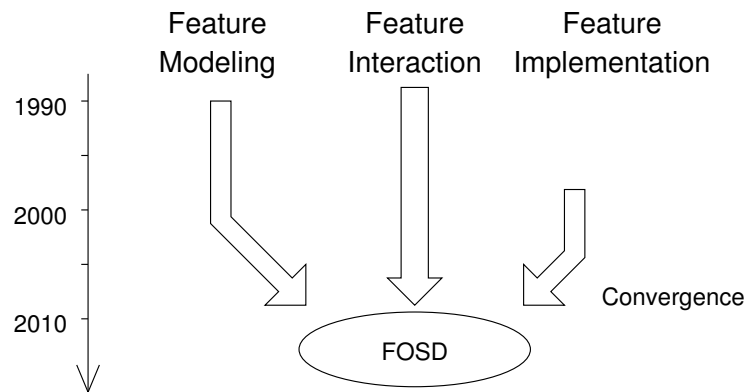 Feature Modeling
Feature Interaction
Feature Implementation
1990
2000
2010
Convergence
FOSD